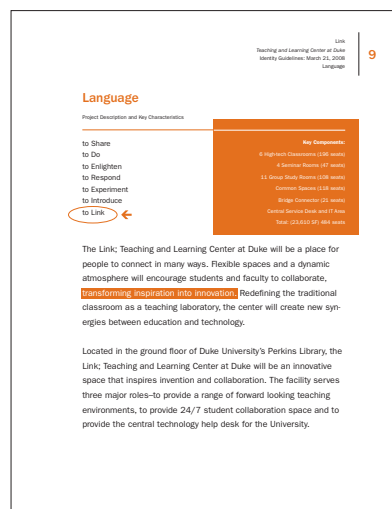 Link
Teaching and Learning Center at Duke
Identity Guidelines: March 21, 2008
Language
9
Language
Project Description and Key Characteristics
to Share
to Do
to Enlighten
to Respond
to Experiment
to Introduce
to Link
Key Components:
6 High-tech Classrooms (196 seats)
4 Seminar Rooms (47 seats)
11 Group Study Rooms (108 seats)
Common Spaces (118 seats)
Bridge Connector (21 seats)
Central Service Desk and IT Area
Total: (23,610 SF) 484 seats
The Link; Teaching and Learning Center at Duke will be a place for
people to connect in many ways. Flexible spaces and a dynamic
atmosphere will encourage students and faculty to collaborate,
transforming inspiration into innovation. Redefining the traditional
classroom as a teaching laboratory, the center will create new syn-
ergies between education and technology.
Located in the ground floor of Duke University's Perkins Library, the
Link; Teaching and Learning Center at Duke will be an innovative
space that inspires invention and collaboration. The facility serves
three major roles–to provide a range of forward looking teaching
environments, to provide 24/7 student collaboration space and to
provide the central technology help desk for the University.